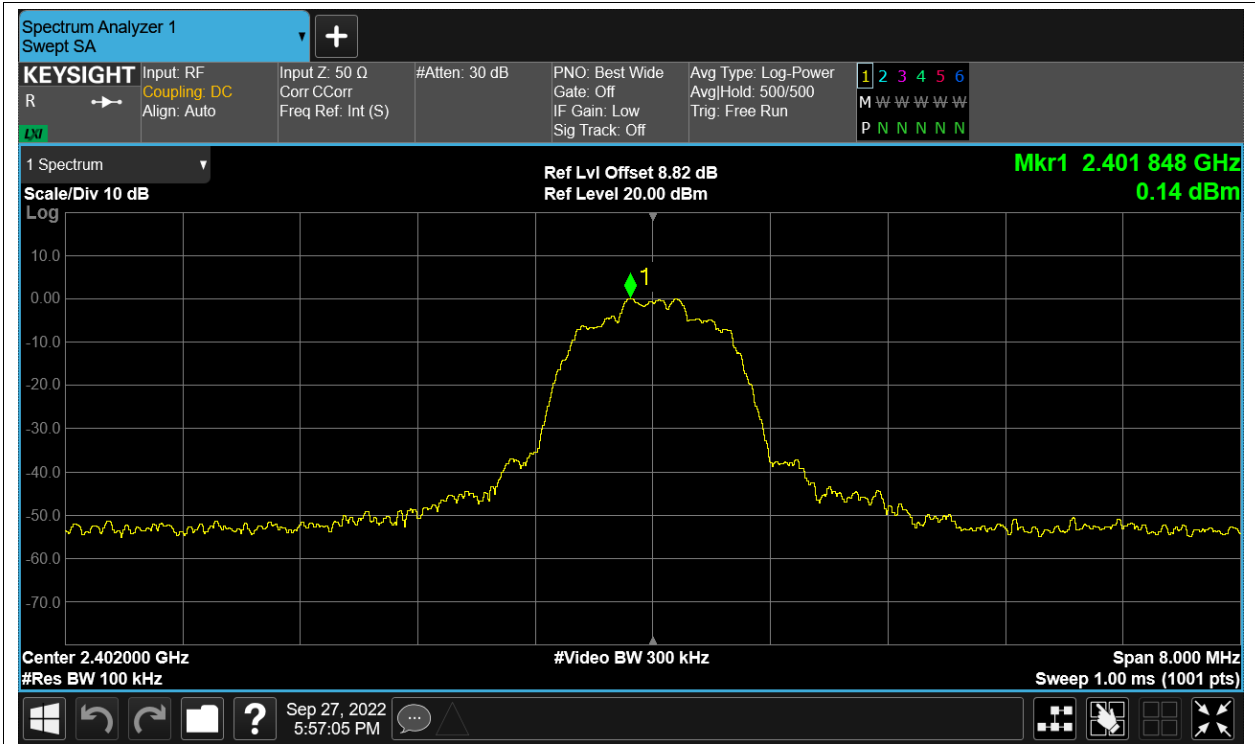 Spectrum Analyzer 1
Swept SA
+
KEYSIGHT
R
LXI
Input: RF
Coupling: DC
Align: Auto
Input Z: 50 Ω
Corr CCorr
Freq Ref: Int (S)
#Atten: 30 dB
PNO: Best Wide
Gate: Off
IF Gain: Low
Sig Track: Off
Avg Type: Log-Power
Avg|Hold: 500/500
Trig: Free Run
1 2 3 4 5 6
M W W W W W
P N N N N N
1 Spectrum
Scale/Div 10 dB
Log
Ref Lvl Offset 8.82 dB
Ref Level 20.00 dBm
Mkr1 2.401 848 GHz
0.14 dBm
10.0
0.00
-10.0
-20.0
-30.0
-40.0
-50.0
-60.0
-70.0
1
Center 2.402000 GHz
#Res BW 100 kHz
#Video BW 300 kHz
Span 8.000 MHz
Sweep 1.00 ms (1001 pts)
?
Sep 27, 2022
5:57:05 PM